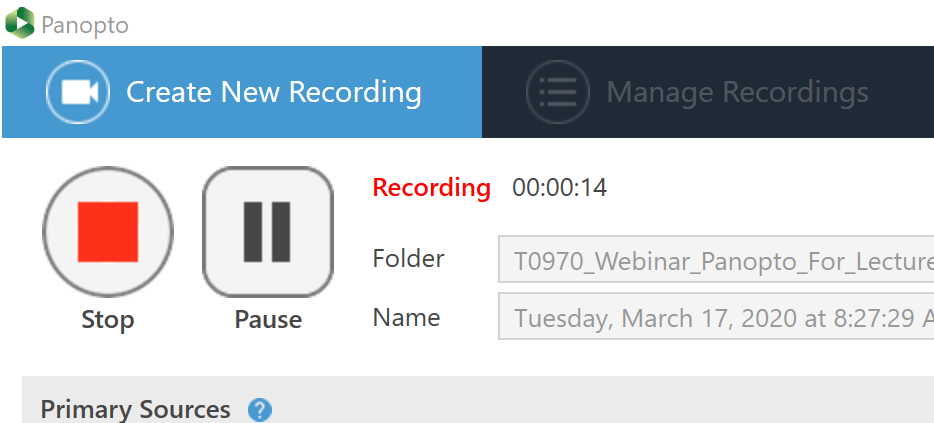 Panopto
Create New Recording
Manage Recordings
Recording 00:00:14
Folder T0970_Webinar_Panopto_For_Lecture
Name Tuesday, March 17, 2020 at 8:27:29 A
Stop Pause
Primary Sources ?